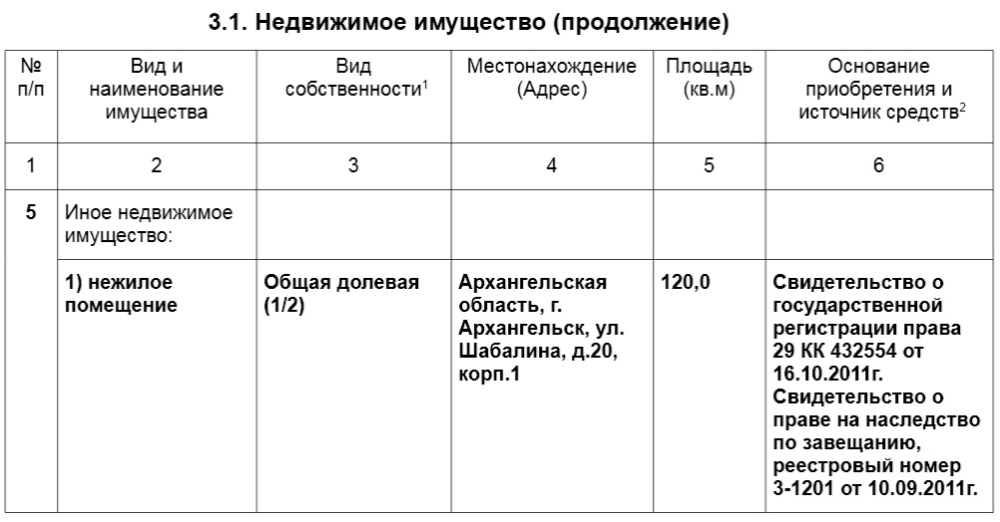 3.1. Недвижимое имущество (продолжение)
№
п/п
Вид и
наименование
имущества
Вид
собственности¹
Местонахождение
(Адрес)
Площадь
(кв.м)
Основание
приобретения и
источник средств²
1
2
3
4
5
6
5
Иное недвижимое
имущество:
1) нежилое
помещение
Общая долевая
(1/2)
Архангельская
область, г.
Архангельск, ул.
Шабалина, д.20,
корп.1
120,0
Свидетельство о
государственной
регистрации права
29 КК 432554 от
16.10.2011г.
Свидетельство о
праве на наследство
по завещанию,
реестровый номер
3-1201 от 10.09.2011г.